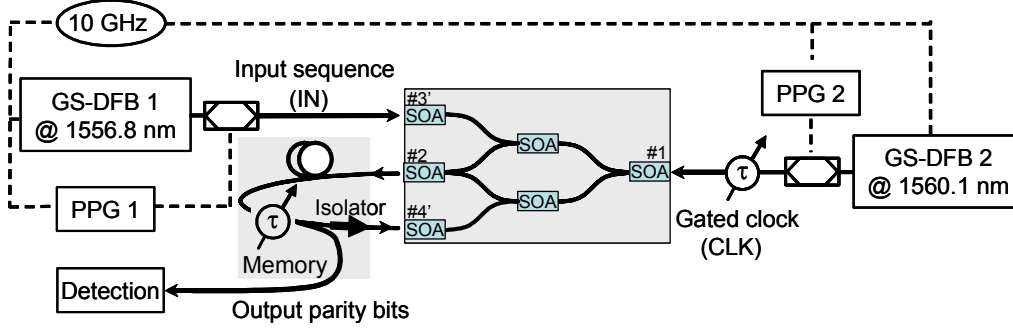 10 GHz
GS-DFB 1
@ 1556.8 nm
PPG 1
Input sequence
(IN)
#3'
SOA
#2
SOA
#4'
SOA
SOA
SOA
#1
SOA
τ
Isolator
Memory
Detection
Output parity bits
τ
Gated clock
(CLK)
PPG 2
GS-DFB 2
@ 1560.1 nm